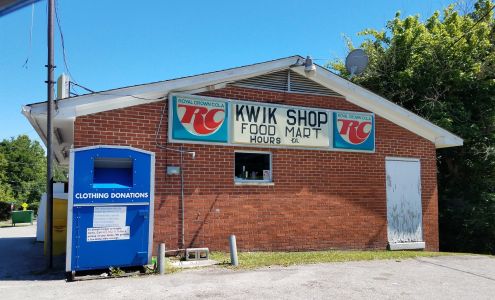 ROYAL CROWN COLA
RC
KWIK SHOP
FOOD MART
HOURS
ROYAL CROWN COLA
RC
CLOTHING DONATIONS